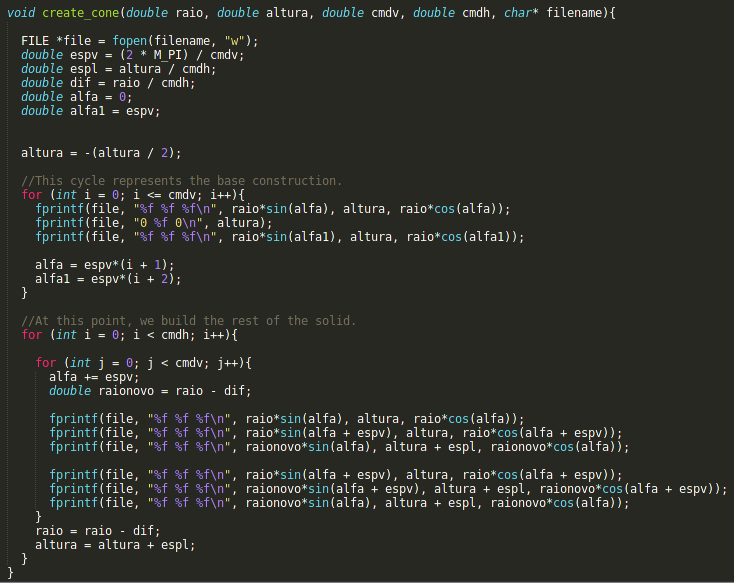 void create_cone(double raio, double altura, double cmdv, double cmdh, char* filename){
FILE *file = fopen(filename, "w");
double espv = (2 * M_PI) / cmdv;
double espl = altura / cmdh;
double dif = raio / cmdh;
double alfa = 0;
double alfa1 = espv;
altura = -(altura / 2);
//This cycle represents the base construction.
for (int i = 0; i <= cmdv; i++){
fprintf(file, "%f %f %f\n", raio*sin(alfa), altura, raio*cos(alfa));
fprintf(file, "0 %f 0\n", altura);
fprintf(file, "%f %f %f\n", raio*sin(alfa1), altura, raio*cos(alfa1));
alfa = espv*(i + 1);
alfa1 = espv*(i + 2);
}
//At this point, we build the rest of the solid.
for (int i = 0; i < cmdh; i++){
for (int j = 0; j < cmdv; j++){
alfa += espv;
double raionovo = raio - dif;
fprintf(file, "%f %f %f\n", raio*sin(alfa), altura, raio*cos(alfa));
fprintf(file, "%f %f %f\n", raio*sin(alfa + espv), altura, raio*cos(alfa + espv));
fprintf(file, "%f %f %f\n", raionovo*sin(alfa), altura + espl, raionovo*cos(alfa));
fprintf(file, "%f %f %f\n", raio*sin(alfa + espv), altura, raio*cos(alfa + espv));
fprintf(file, "%f %f %f\n", raionovo*sin(alfa + espv), altura + espl, raionovo*cos(alfa + espv));
fprintf(file, "%f %f %f\n", raionovo*sin(alfa), altura + espl, raionovo*cos(alfa));
}
raio = raio - dif;
altura = altura + espl;
}
}